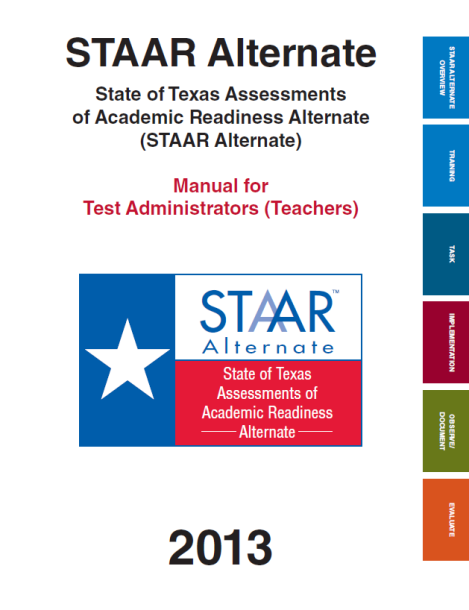 STAAR Alternate
State of Texas Assessments
of Academic Readiness Alternate
(STAAR Alternate)
Manual for
Test Administrators (Teachers)
STAAR™
Alternate
State of Texas
Assessments of
Academic Readiness
Alternate
2013
STAAR ALTERNATE
OVERVIEW
TRAINING
TASK
IMPLEMENTATION
OBSERVE/
DOCUMENT
EVALUATE